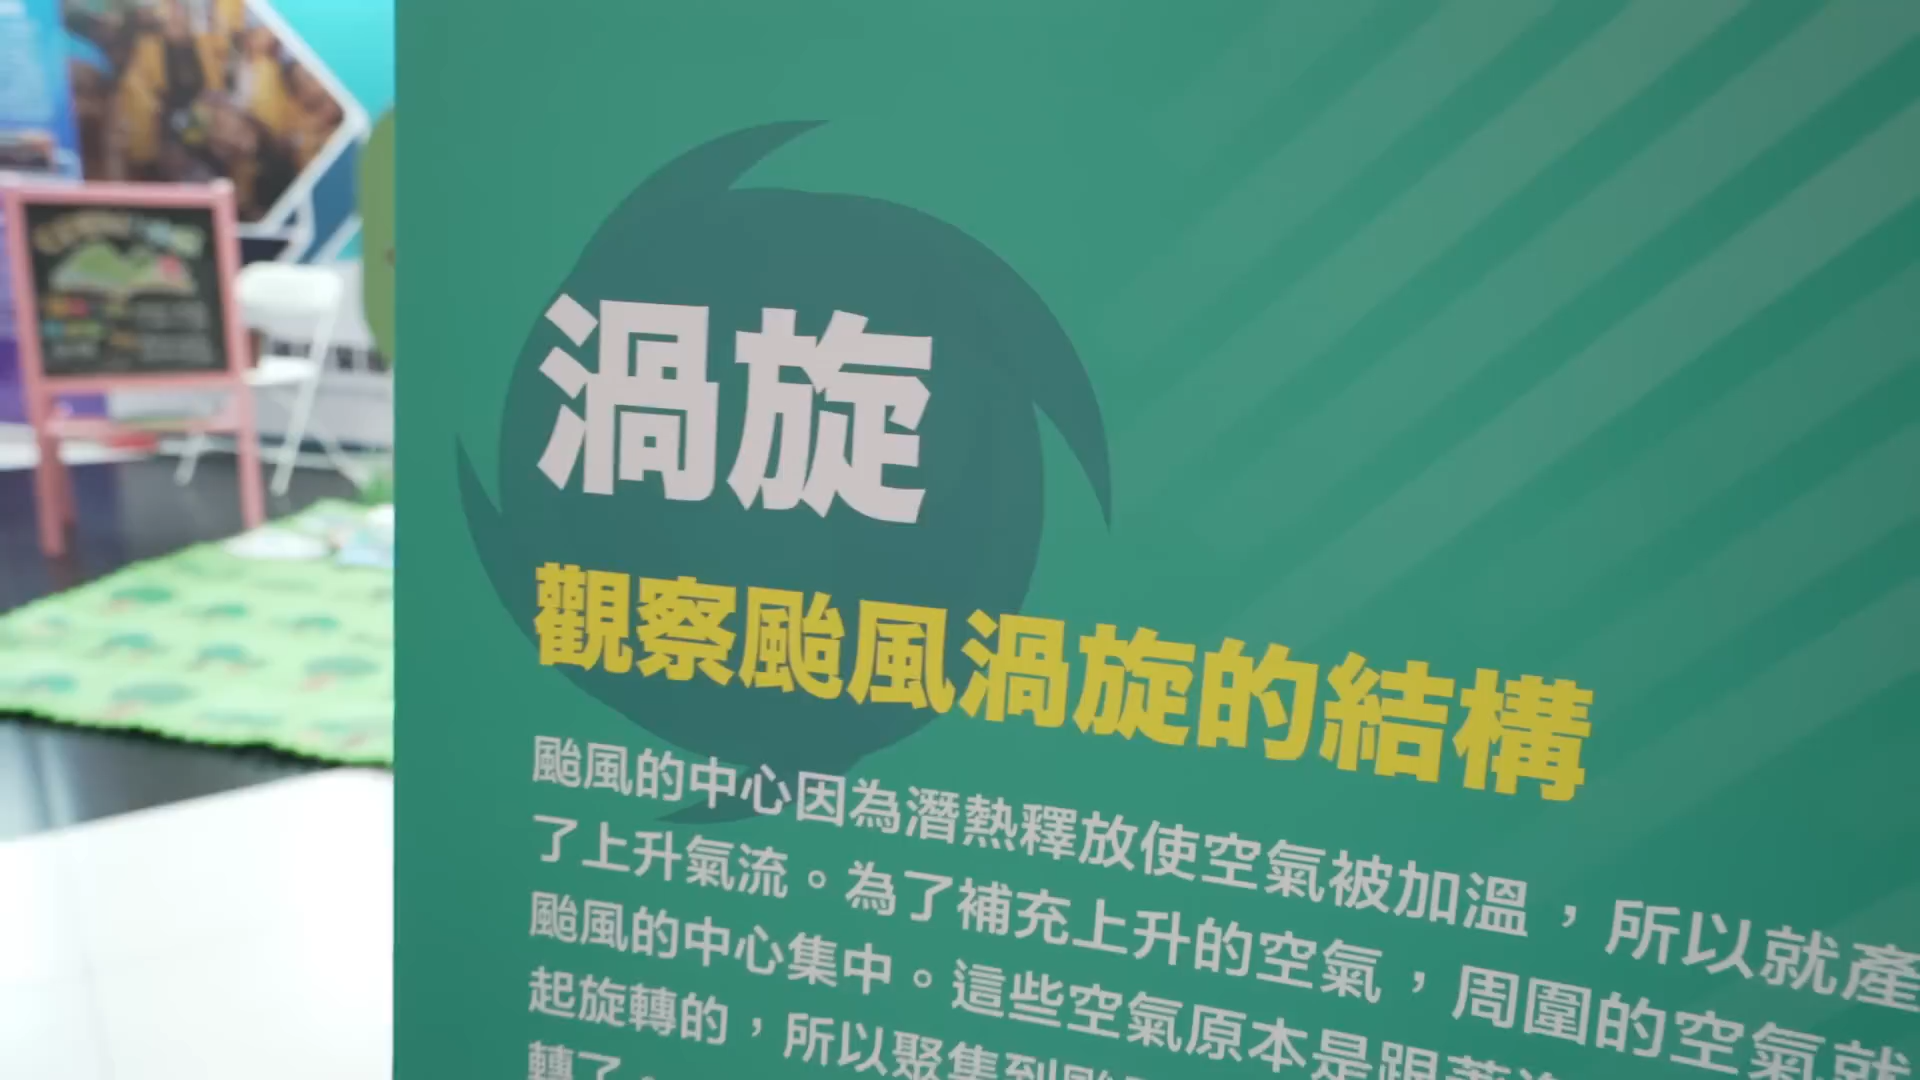 渦旋
觀察颱風渦旋的結構
颱風的中心因為潛熱釋放使空氣被加溫，所以就產
了上升氣流。為了補充上升的空氣，周圍的空氣就
颱風的中心集中。這些空氣原本是跟著
起旋轉的，所以聚集到颱
轉了。